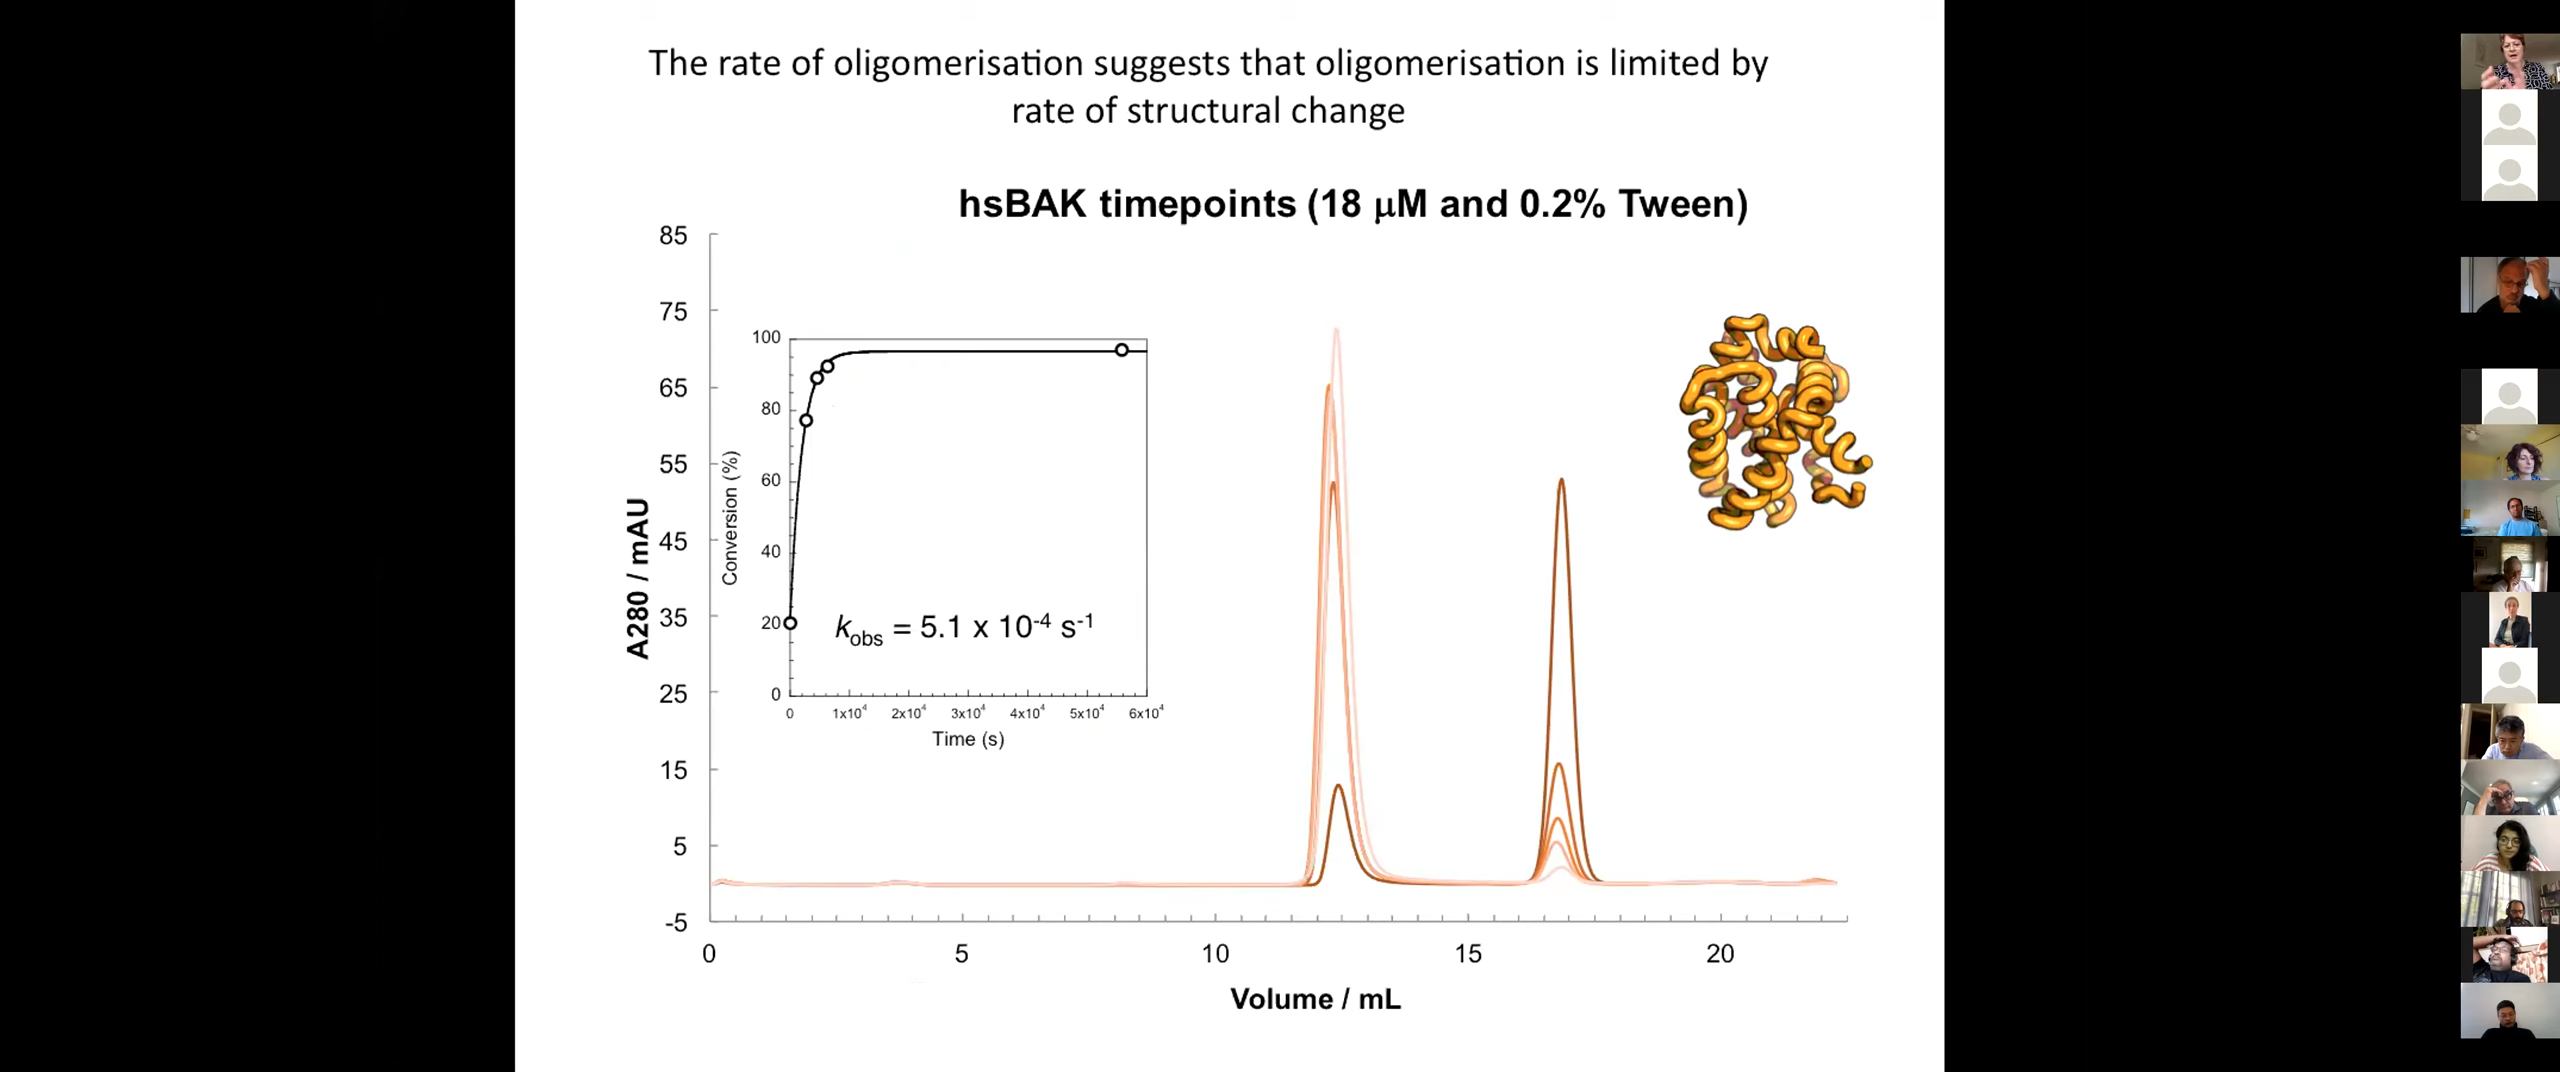 The rate of oligomerisation suggests that oligomerisation is limited by
rate of structural change
hsBAK timepoints (18 μM and 0.2% Tween)
85
75
65
55
45
35
25
15
5
-5
A280 / mAU
0
5
10
15
20
Volume / mL
100
80
60
40
20
0
Conversion (%)
kobs = 5.1 x 10-4 s-1
0
1x104
2x104
3x104
4x104
5x104
6x104
Time (s)